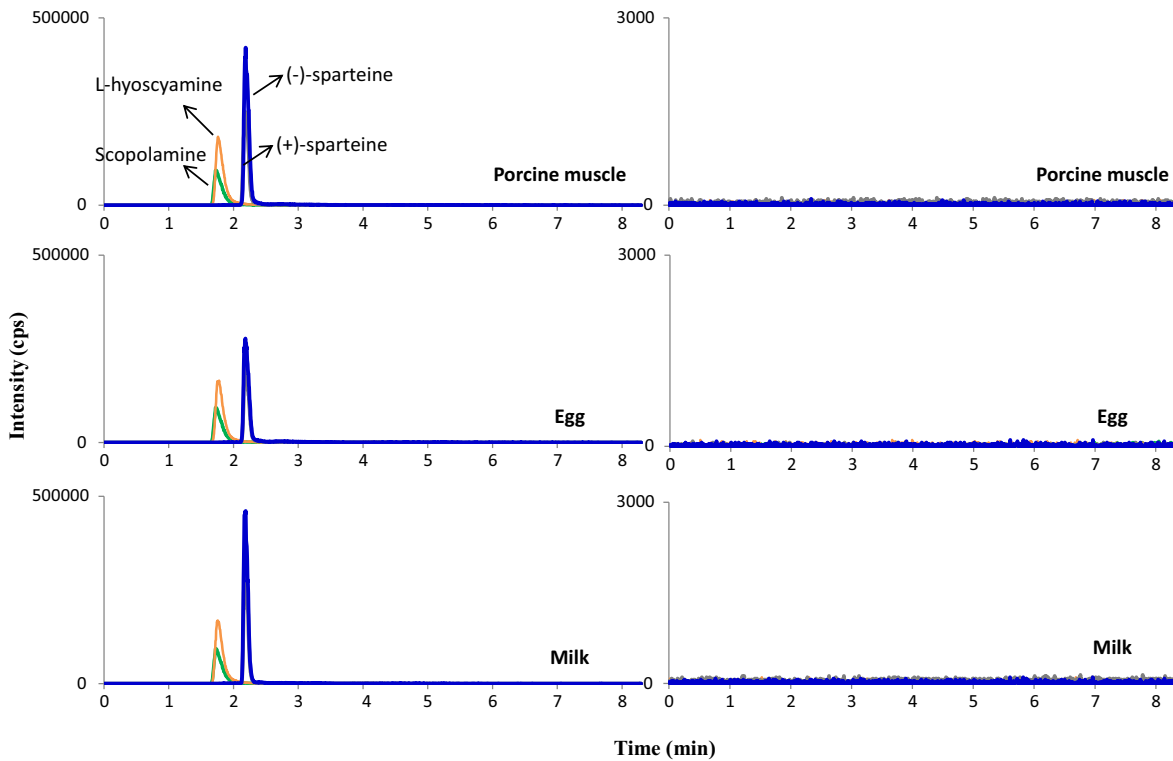 500000
L-hyoscyamine
(-)-sparteine
Scopolamine
(+)-sparteine
Porcine muscle
0
0 1 2 3 4 5 6 7 8
3000
Porcine muscle
0
0 1 2 3 4 5 6 7 8
Intensity (cps)
500000
Egg
0
0 1 2 3 4 5 6 7 8
3000
Egg
0
0 1 2 3 4 5 6 7 8
500000
Milk
0
0 1 2 3 4 5 6 7 8
3000
Milk
0
0 1 2 3 4 5 6 7 8
Time (min)